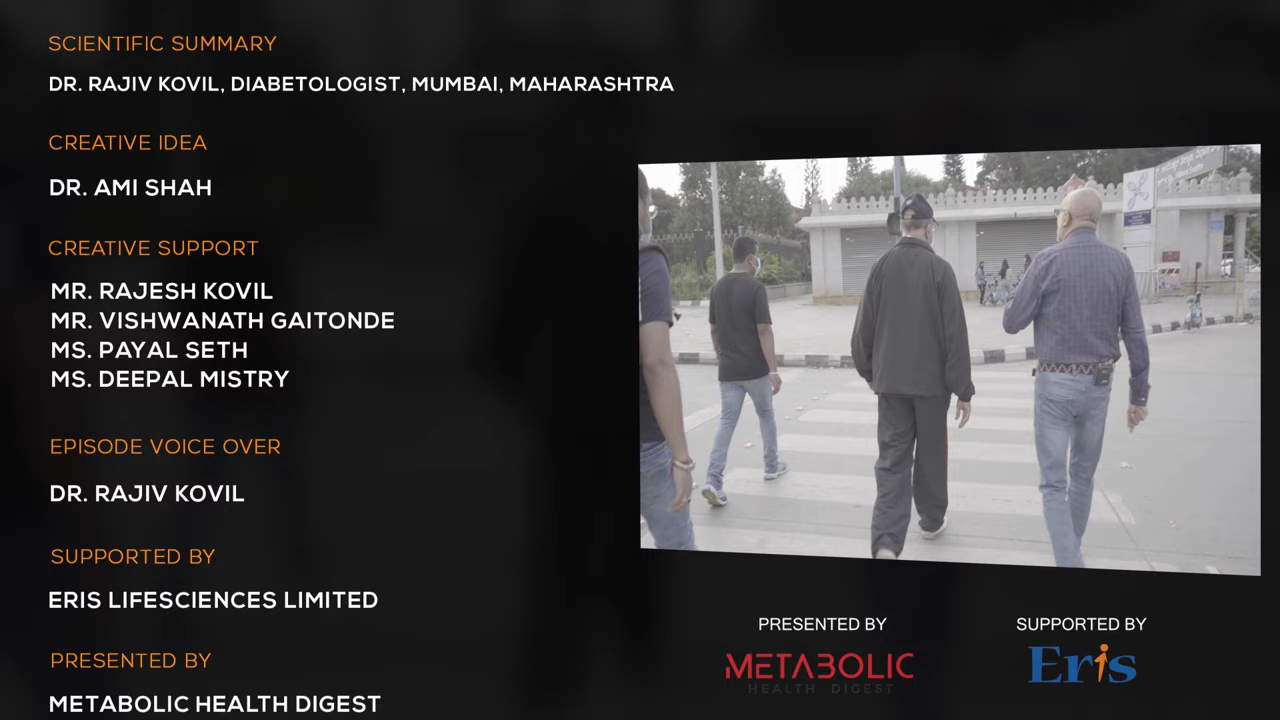 SCIENTIFIC SUMMARY
DR. RAJIV KOVIL, DIABETOLOGIST, MUMBAI, MAHARASHTRA
CREATIVE IDEA
DR. AMI SHAH
CREATIVE SUPPORT
MR. RAJESH KOVIL
MR. VISHWANATH GAITONDE
MS. PAYAL SETH
MS. DEEPAL MISTRY
EPISODE VOICE OVER
DR. RAJIV KOVIL
SUPPORTED BY
ERIS LIFESCIENCES LIMITED
PRESENTED BY
METABOLIC HEALTH DIGEST
PRESENTED BY
METABOLIC
HEALTH DIGEST
SUPPORTED BY
Eris